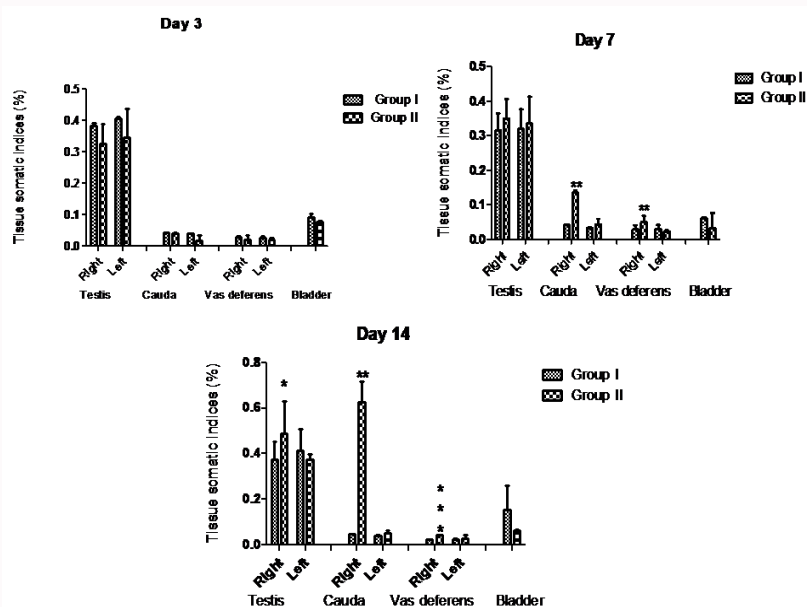 Day 3
Tissue somatic indices (%)
0.5
0.4
0.3
0.2
0.1
0.0
Group I
Group II
Right Left Right Left Right Left
Testis Cauda Vas deferens Bladder
Day 7
Tissue somatic indices (%)
0.5
0.4
0.3
0.2
0.1
0.0
Group I
Group II
**
**
Right Left Right Left Right Left
Testis Cauda Vas deferens Bladder
Day 14
Tissue somatic indices (%)
0.8
0.6
0.4
0.2
0.0
Group I
Group II
*
**
*
*
*
Right Left Right Left Right Left
Testis Cauda Vas deferens Bladder